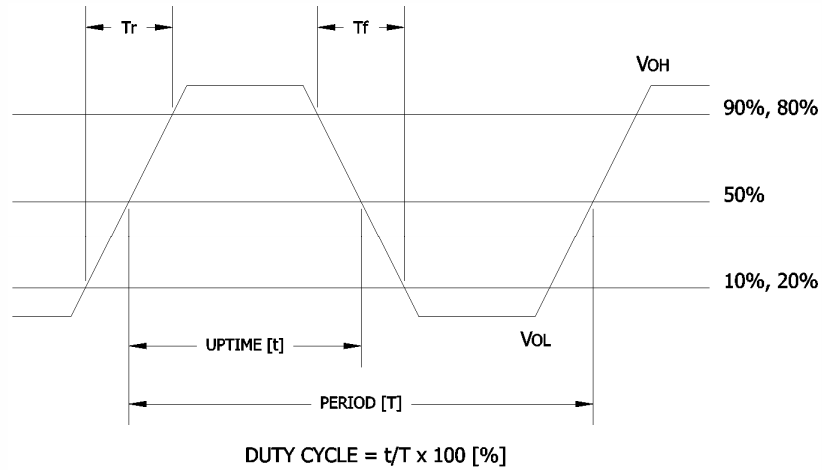 Tr
Tf
VOH
90%, 80%
50%
10%, 20%
UPTIME [t]
VOL
PERIOD [T]
DUTY CYCLE = t/T x 100 [%]